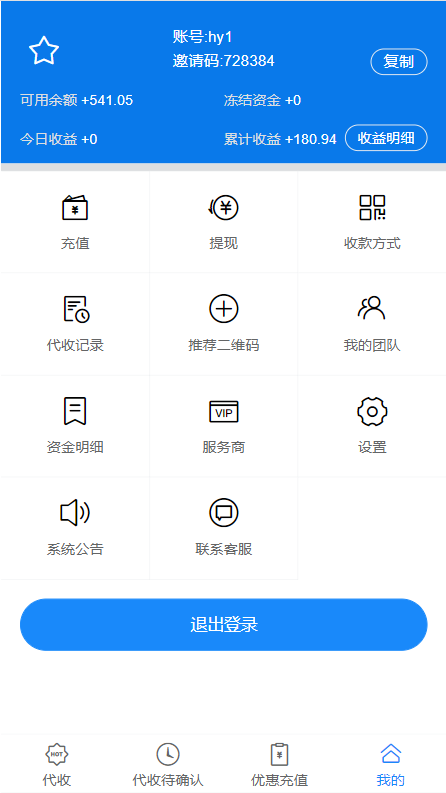 账号:hy1
邀请码:728384
复制
可用余额 +541.05
冻结资金 +0
今日收益 +0
累计收益 +180.94
收益明细
充值
提现
收款方式
代收记录
推荐二维码
我的团队
VIP
资金明细
服务商
设置
系统公告
联系客服
退出登录
HOT
代收
代收待确认
优惠充值
我的